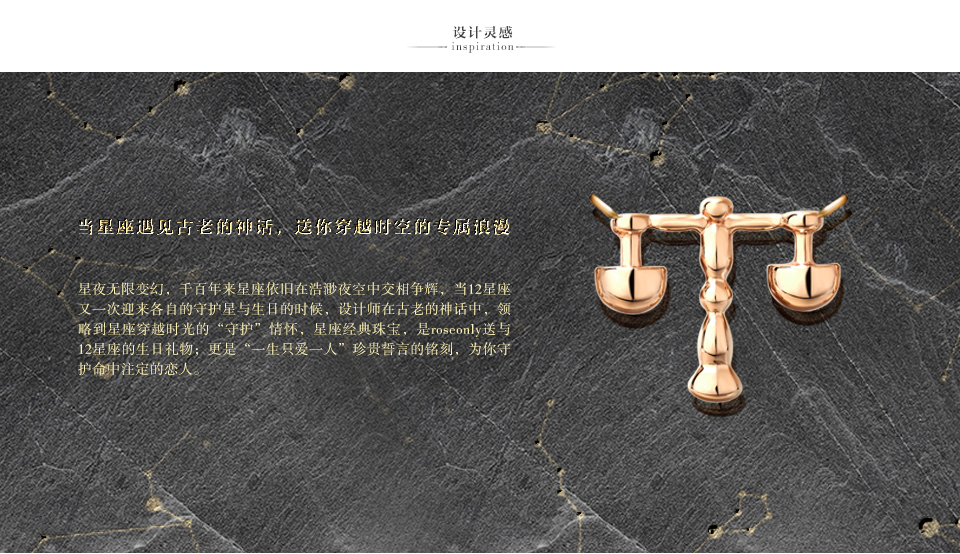 设计灵感
inspiration
当星座遇见古老的神话，送你穿越时空的专属浪漫
星夜无限变幻，千百年来星座依旧在浩渺夜空中交相争辉，当12星座
又一次迎来各自的守护星与生日的时候，设计师在古老的神话中，领
略到星座穿越时光的“守护”情怀，星座经典珠宝，是roseonly送与
12星座的生日礼物；更是“一生只爱一人”珍贵誓言的铭刻，为你守
护命中注定的恋人。